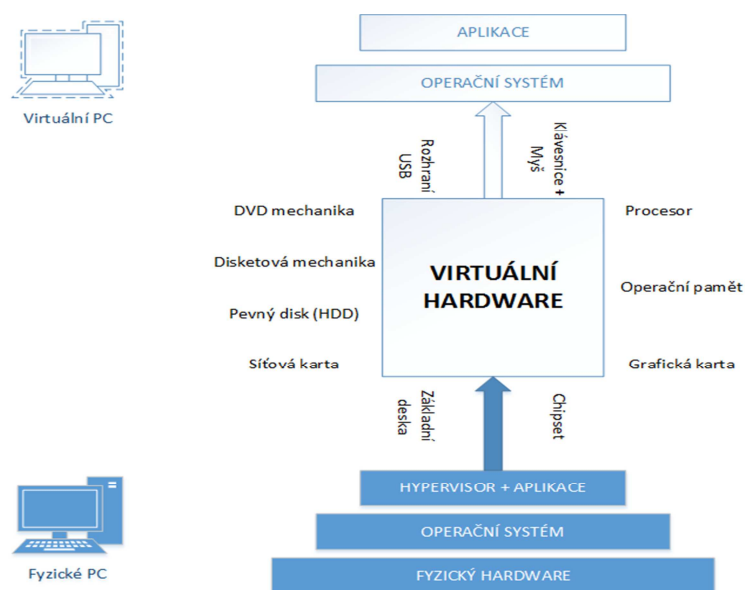 APLIKACE
OPERAČNÍ SYSTÉM
Virtuální PC
Rozhraní
USB
Klávesnice +
Myš
DVD mechanika
Procesor
Disketová mechanika
VIRTUÁLNÍ
HARDWARE
Operační pamět
Pevný disk (HDD)
Síťová karta
Grafická karta
Základní
deska
Chipset
HYPERVISOR + APLIKACE
OPERAČNÍ SYSTÉM
Fyzické PC
FYZICKÝ HARDWARE